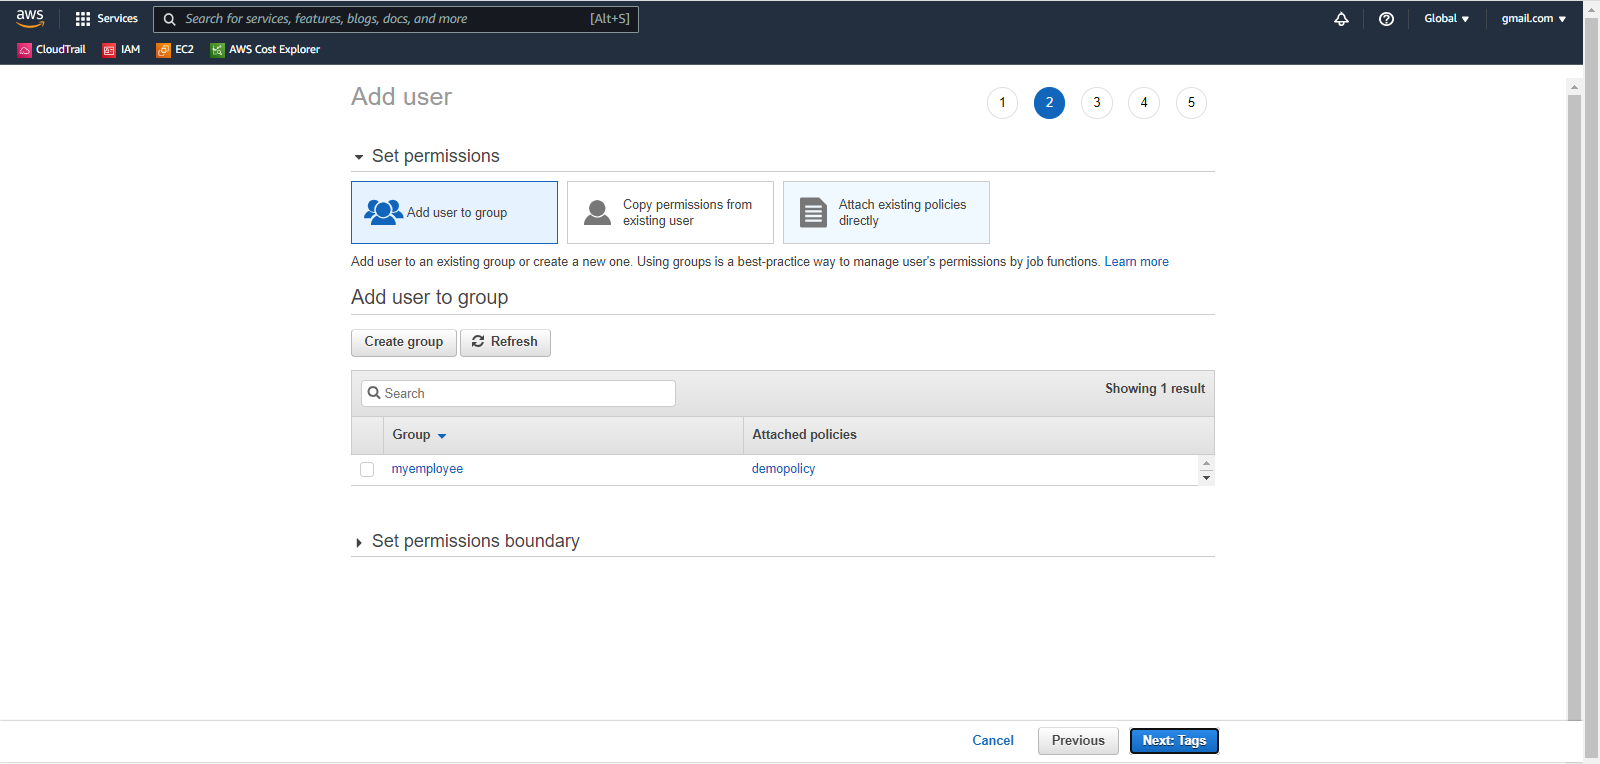 aws Services Search for services, features, blogs, docs, and more [Alt+S] Global gmail.com
CloudTrail IAM EC2 AWS Cost Explorer
Add user 1 2 3 4 5
Set permissions
Add user to group
Copy permissions from
existing user
Attach existing policies
directly
Add user to an existing group or create a new one. Using groups is a best-practice way to manage user's permissions by job functions. Learn more
Add user to group
Create group Refresh
Search Showing 1 result
Group Attached policies
myemployee demopolicy
Set permissions boundary
Cancel Previous Next: Tags